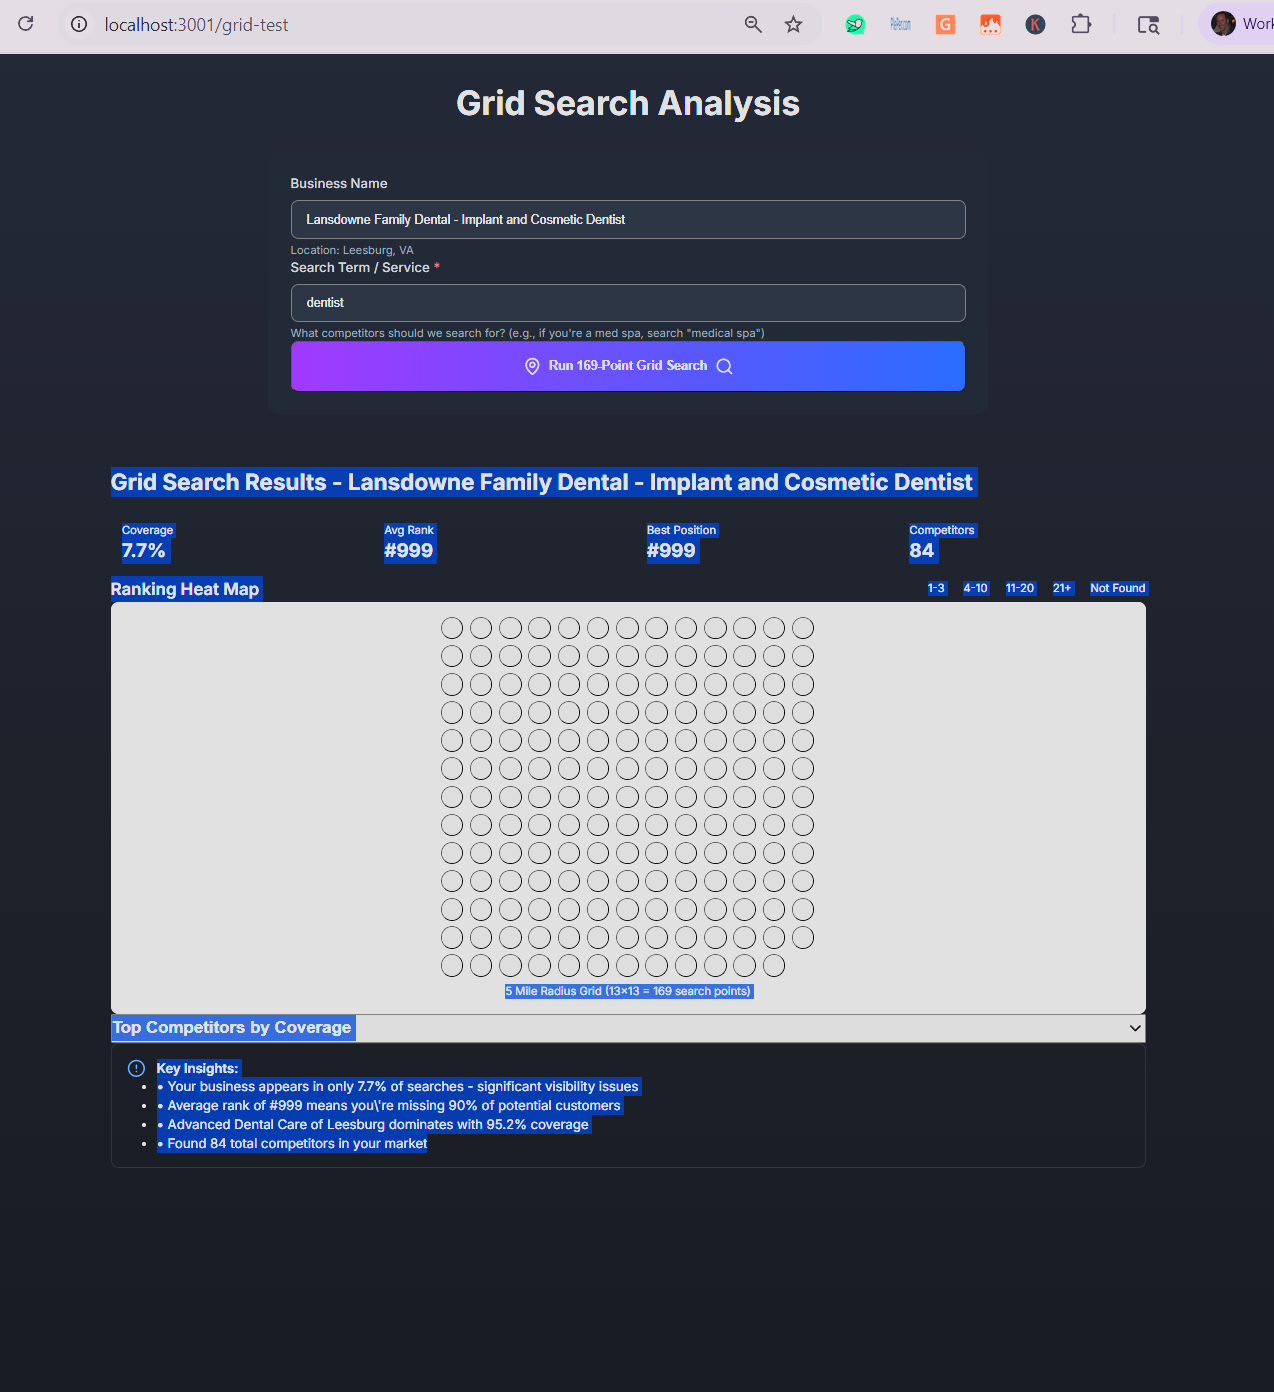 localhost:3001/grid-test
PlePer.com
G
K
Work
Grid Search Analysis
Business Name
Lansdowne Family Dental - Implant and Cosmetic Dentist
Location: Leesburg, VA
Search Term / Service *
dentist
What competitors should we search for? (e.g., if you're a med spa, search "medical spa")
Run 169-Point Grid Search
Grid Search Results - Lansdowne Family Dental - Implant and Cosmetic Dentist
Coverage Avg Rank Best Position Competitors
7.7% #999 #999 84
Ranking Heat Map 1-3 4-10 11-20 21+ Not Found
5 Mile Radius Grid (13×13 = 169 search points)
Top Competitors by Coverage
Key Insights:
• • Your business appears in only 7.7% of searches - significant visibility issues
• • Average rank of #999 means you\'re missing 90% of potential customers
• • Advanced Dental Care of Leesburg dominates with 95.2% coverage
• • Found 84 total competitors in your market